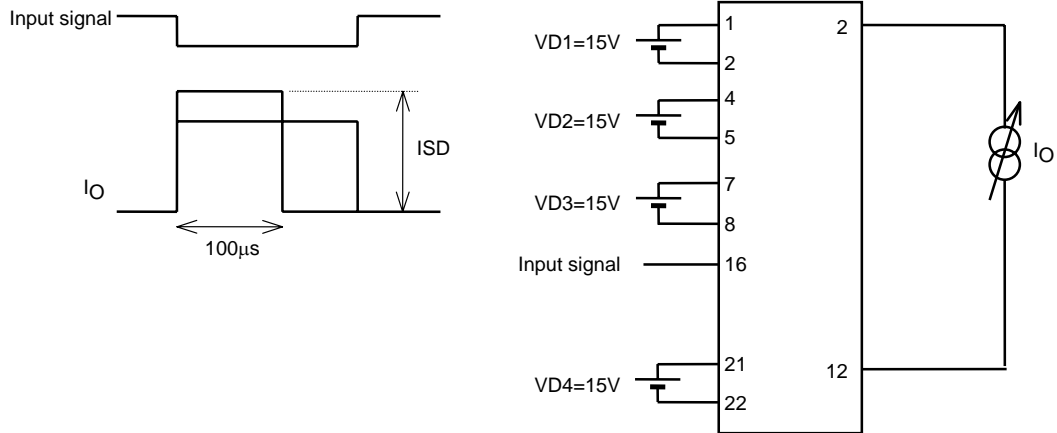 Input signal
ISD
IO
100µs
VD1=15V
1
2
VD2=15V
4
5
VD3=15V
7
8
Input signal
16
VD4=15V
21
22
2
12
IO